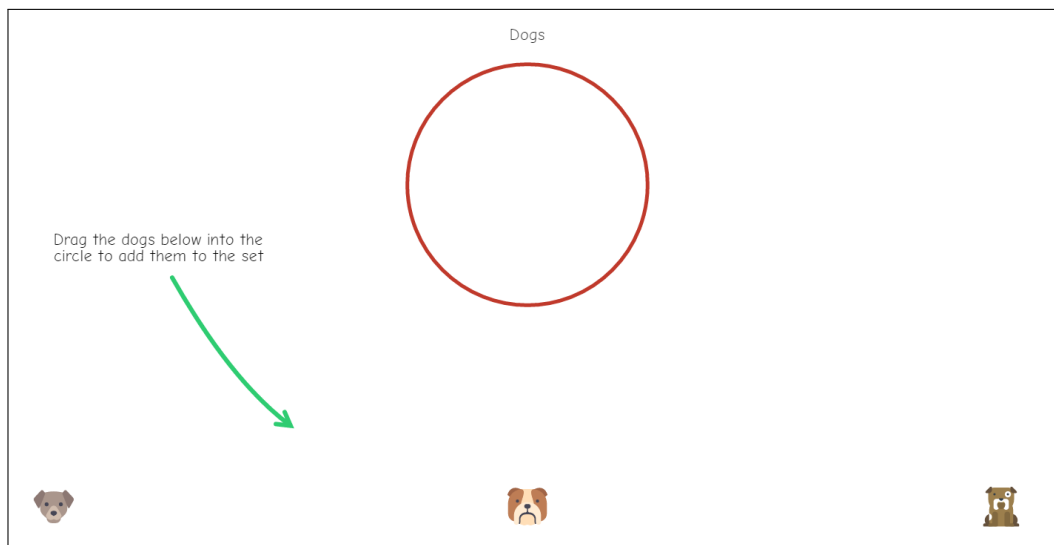 Dogs
Drag the dogs below into the
circle to add them to the set